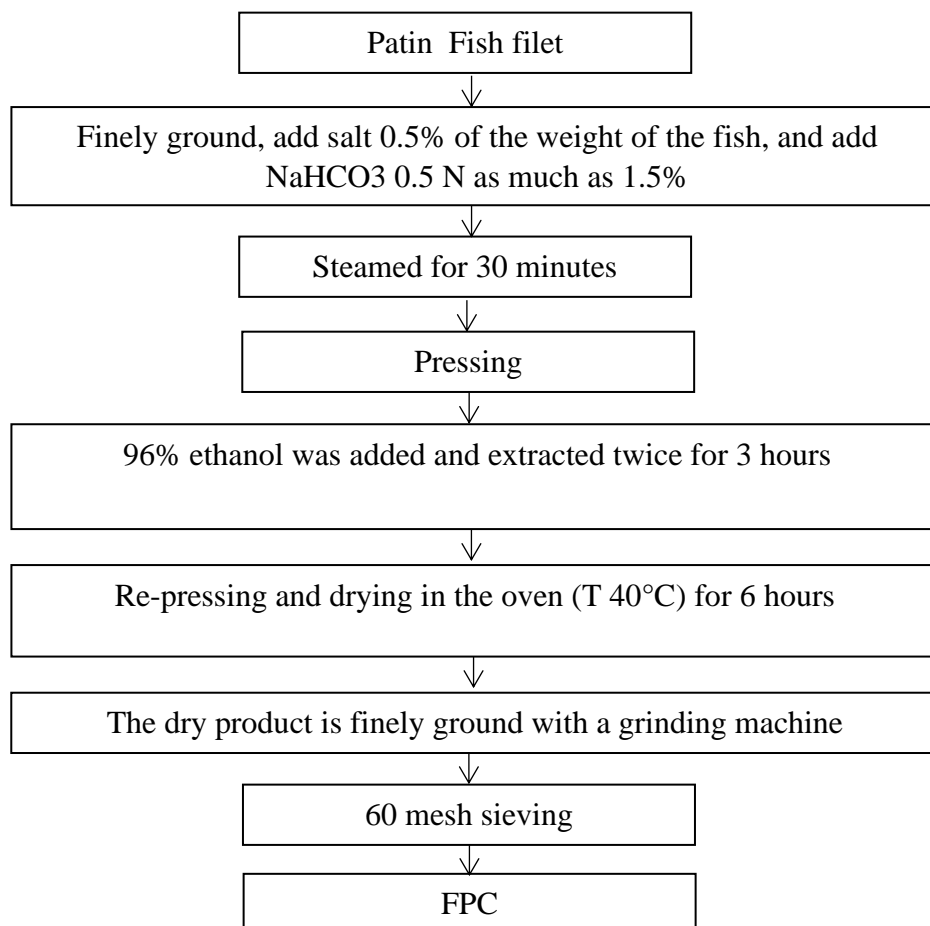 Patin  Fish filet
Finely ground, add salt 0.5% of the weight of the fish, and add
NaHCO3 0.5 N as much as 1.5%
Steamed for 30 minutes
Pressing
96% ethanol was added and extracted twice for 3 hours
Re-pressing and drying in the oven (T 40°C) for 6 hours
The dry product is finely ground with a grinding machine
60 mesh sieving
FPC